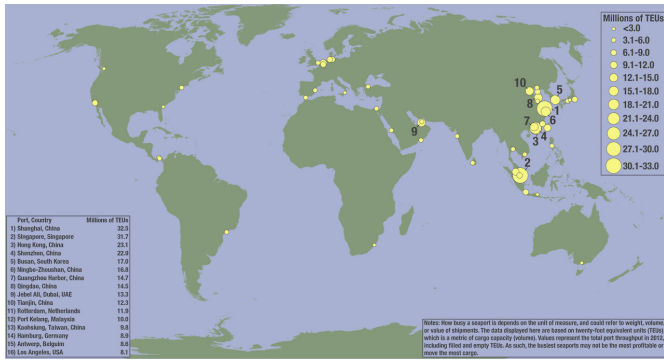 Millions of TEUs
<3.0
3.1-6.0
6.1-9.0
9.1-12.0
12.1-15.0
15.1-18.0
18.1-21.0
21.1-24.0
24.1-27.0
27.1-30.0
30.1-33.0
10
5
8
1
9
7
6
3
4
2
Port, Country Millions of TEUs
1) Shanghai, China 32.5
2) Singapore, Singapore 31.7
3) Hong Kong, China 23.1
4) Shenzhen, China 22.9
5) Busan, South Korea 17.0
6) Ningbo-Zhoushan, China 16.8
7) Guangzhou Harbor, China 14.7
8) Qingdao, China 14.5
9) Jebel Ali, Dubai, UAE 13.3
10) Tianjin, China 12.3
11) Rotterdam, Netherlands 11.9
12) Port Kelang, Malaysia 10.0
13) Kaohsiung, Taiwan, China 9.8
14) Hamburg, Germany 8.9
15) Antwerp, Belgium 8.6
16) Los Angeles, USA 8.1
Notes: How busy a seaport is depends on the unit of measure, and could refer to weight, volume,
or value of shipments. The data displayed here are based on twenty-foot equivalent units (TEUs),
which is a metric of cargo capacity (volume). Values represent the total port throughput in 2012,
including filled and empty TEUs. As such, the busiest seaports may not be the most profitable or
move the most cargo.